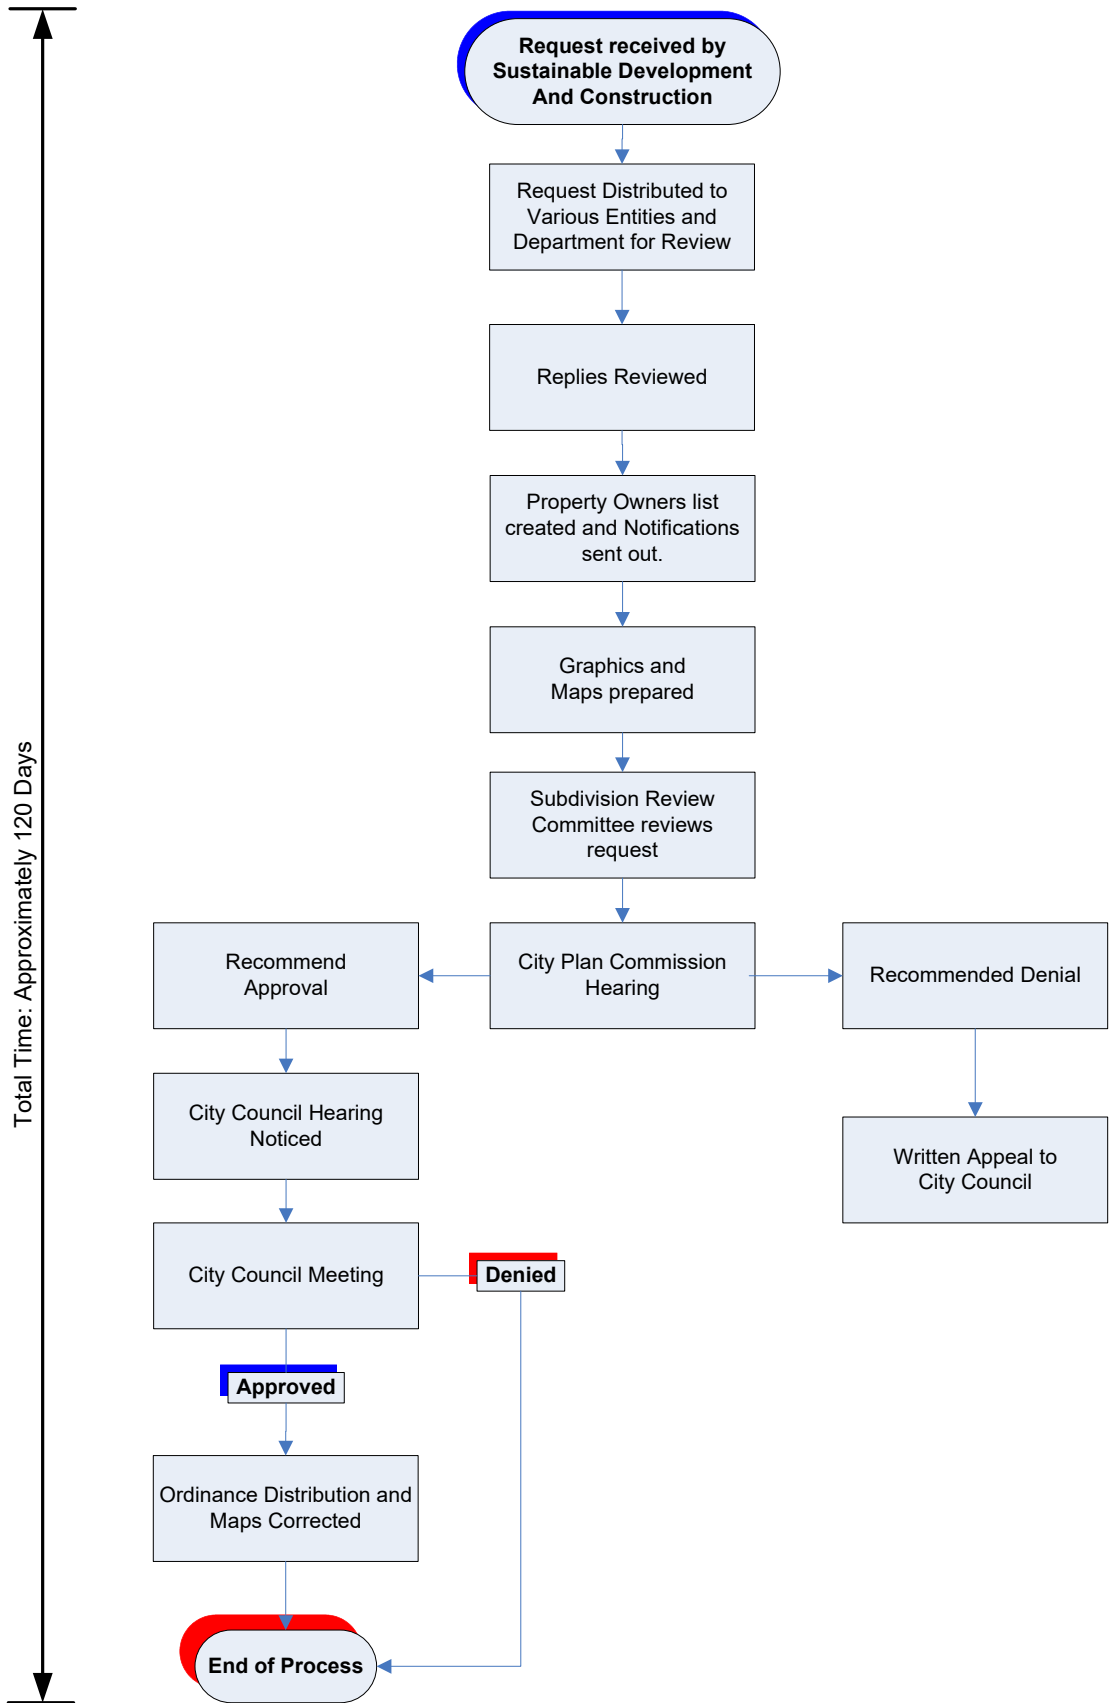 Request received by
Sustainable Development
And Construction
Request Distributed to
Various Entities and
Department for Review
Replies Reviewed
Property Owners list
created and Notifications
sent out.
Graphics and
Maps prepared
Subdivision Review
Committee reviews
request
Total Time: Approximately 120 Days
Recommend
Approval
City Plan Commission
Hearing
Recommended Denial
City Council Hearing
Noticed
Written Appeal to
City Council
City Council Meeting
Denied
Approved
Ordinance Distribution and
Maps Corrected
End of Process